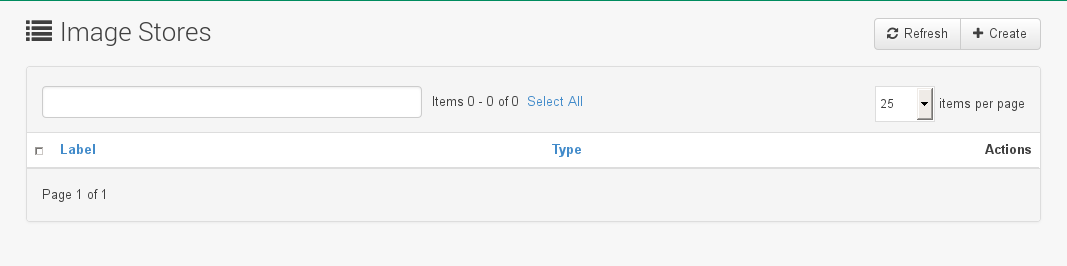 Image Stores
Refresh
Create
Items 0 - 0 of 0 Select All
25
items per page
Label
Type
Actions
Page 1 of 1